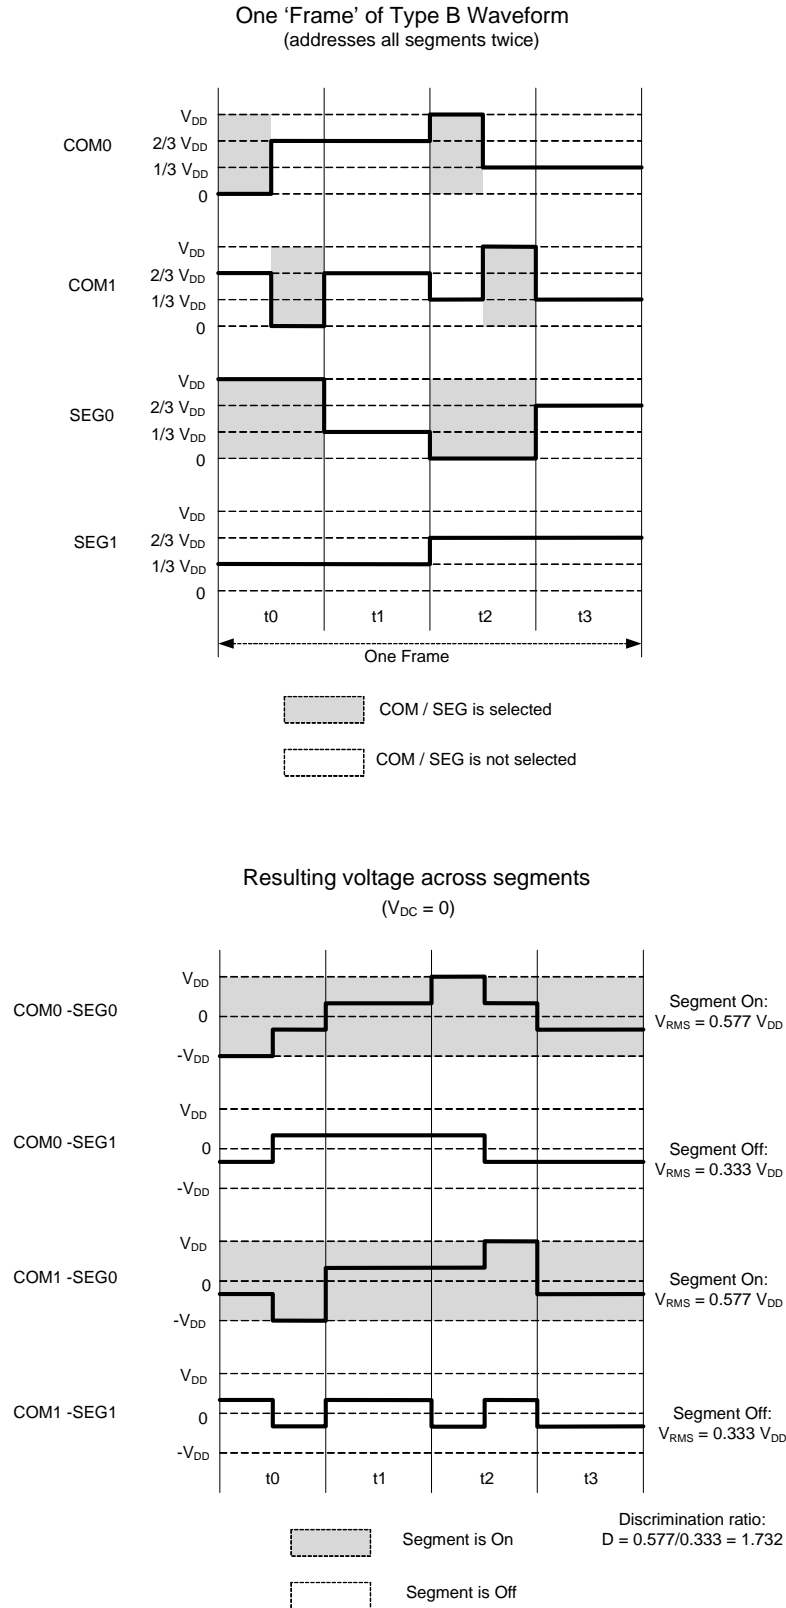 One ‘Frame’ of Type B Waveform
(addresses all segments twice)
COM0
VDD
2/3 VDD
1/3 VDD
0
COM1
VDD
2/3 VDD
1/3 VDD
0
SEG0
VDD
2/3 VDD
1/3 VDD
0
SEG1
VDD
2/3 VDD
1/3 VDD
0
t0 t1 t2 t3
One Frame
COM / SEG is selected
COM / SEG is not selected
Resulting voltage across segments
(VDC = 0)
COM0 -SEG0
VDD
0
-VDD
Segment On:
VRMS = 0.577 VDD
COM0 -SEG1
VDD
0
-VDD
Segment Off:
VRMS = 0.333 VDD
COM1 -SEG0
VDD
0
-VDD
Segment On:
VRMS = 0.577 VDD
COM1 -SEG1
VDD
0
-VDD
Segment Off:
VRMS = 0.333 VDD
t0 t1 t2 t3
Discrimination ratio:
D = 0.577/0.333 = 1.732
Segment is On
Segment is Off